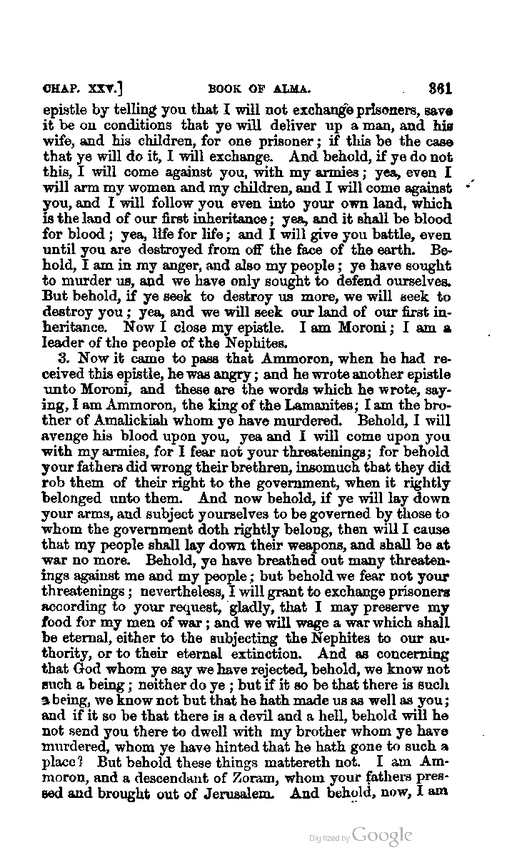 CHAP. XXV.] BOOK OF ALMA. 361
epistle by telling you that I will not exchange prisoners, save
it be on conditions that ye will deliver up a man, and his
wife, and his children, for one prisoner; if this be the case
that ye will do it, I will exchange. And behold, if ye do not
this, I will come against you, with my armies; yea, even I
will arm my women and my children, and I will come against
you, and I will follow you even into your own land, which
is the land of our first inheritance; yea, and it shall be blood
for blood; yea, life for life; and I will give you battle, even
until you are destroyed from off the face of the earth. Be-
hold, I am in my anger, and also my people; ye have sought
to murder us, and we have only sought to defend ourselves.
But behold, if ye seek to destroy us more, we will seek to
destroy you; yea, and we will seek our land of our first in-
heritance. Now I close my epistle. I am Moroni; I am a
leader of the people of the Nephites.
3. Now it came to pass that Ammoron, when he had re-
ceived this epistle, he was angry; and he wrote another epistle
unto Moroni, and these are the words which he wrote, say-
ing, I am Ammoron, the king of the Lamanites; I am the bro-
ther of Amalickiah whom ye have murdered. Behold, I will
avenge his blood upon you, yea and I will come upon you
with my armies, for I fear not your threatenings; for behold
your fathers did wrong their brethren, insomuch that they did
rob them of their right to the government, when it rightly
belonged unto them. And now behold, if ye will lay down
your arms, and subject yourselves to be governed by those to
whom the government doth rightly belong, then will I cause
that my people shall lay down their weapons, and shall be at
war no more. Behold, ye have breathed out many threaten-
ings against me and my people; but behold we fear not your
threatenings; nevertheless, I will grant to exchange prisoners
according to your request, gladly, that I may preserve my
food for my men of war; and we will wage a war which shall
be eternal, either to the subjecting the Nephites to our au-
thority, or to their eternal extinction. And as concerning
that God whom ye say we have rejected, behold, we know not
such a being; neither do ye; but if it so be that there is such
a being, we know not but that he hath made us as well as you;
and if it so be that there is a devil and a hell, behold will he
not send you there to dwell with my brother whom ye have
murdered, whom ye have hinted that he hath gone to such a
place? But behold these things mattereth not. I am Am-
moron, and a descendant of Zoram, whom your fathers pres-
sed and brought out of Jerusalem. And behold, now, I am
Digitized by Google